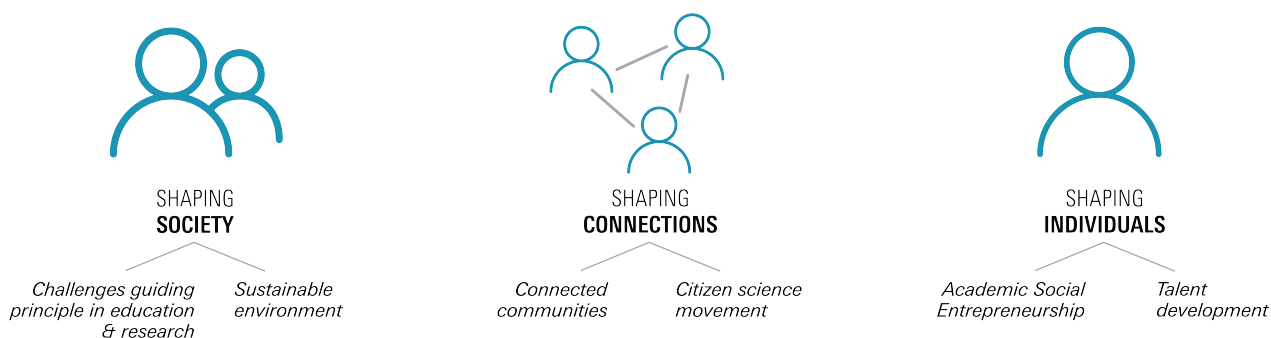 SHAPING
SOCIETY
Challenges guiding
principle in education
& research
Sustainable
environment
SHAPING
CONNECTIONS
Connected
communities
Citizen science
movement
SHAPING
INDIVIDUALS
Academic Social
Entrepreneurship
Talent
development